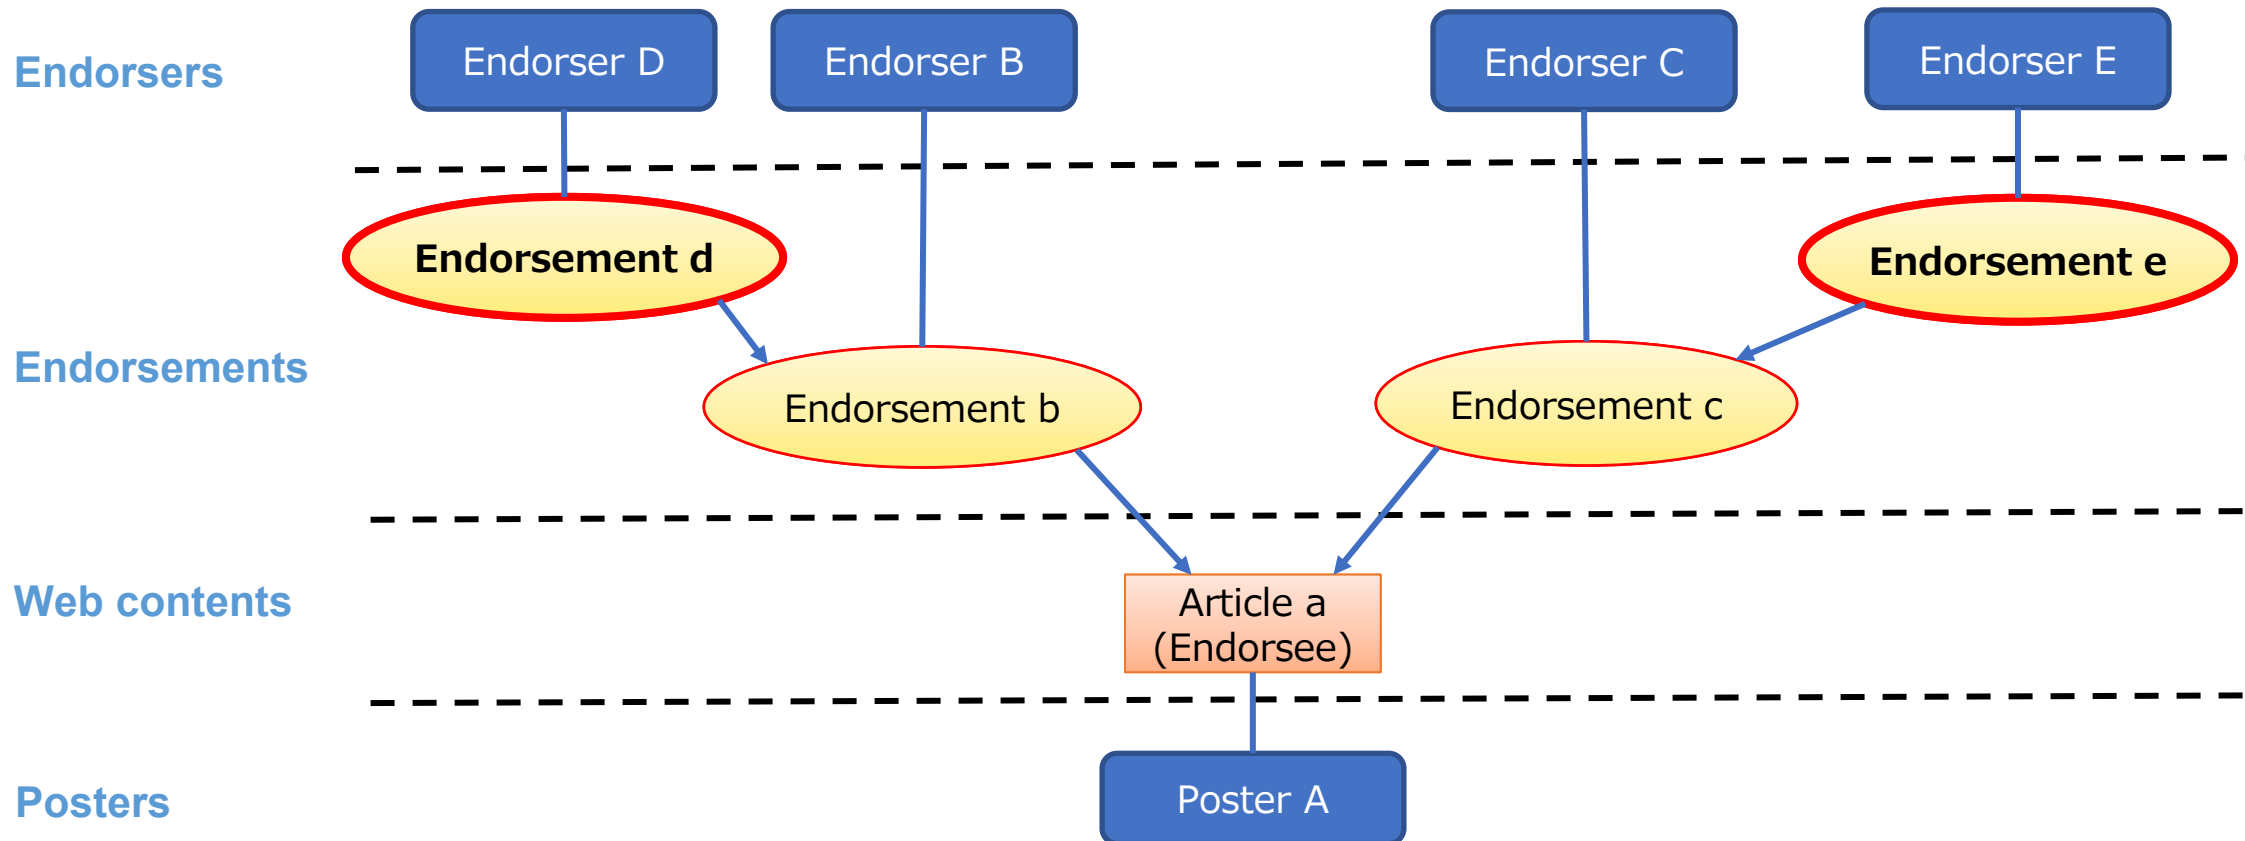 Endorsers
Endorser D
Endorser B
Endorser C
Endorser E
Endorsements
Endorsement d
Endorsement e
Endorsement b
Endorsement c
Web contents
Article a
(Endorsee)
Posters
Poster A